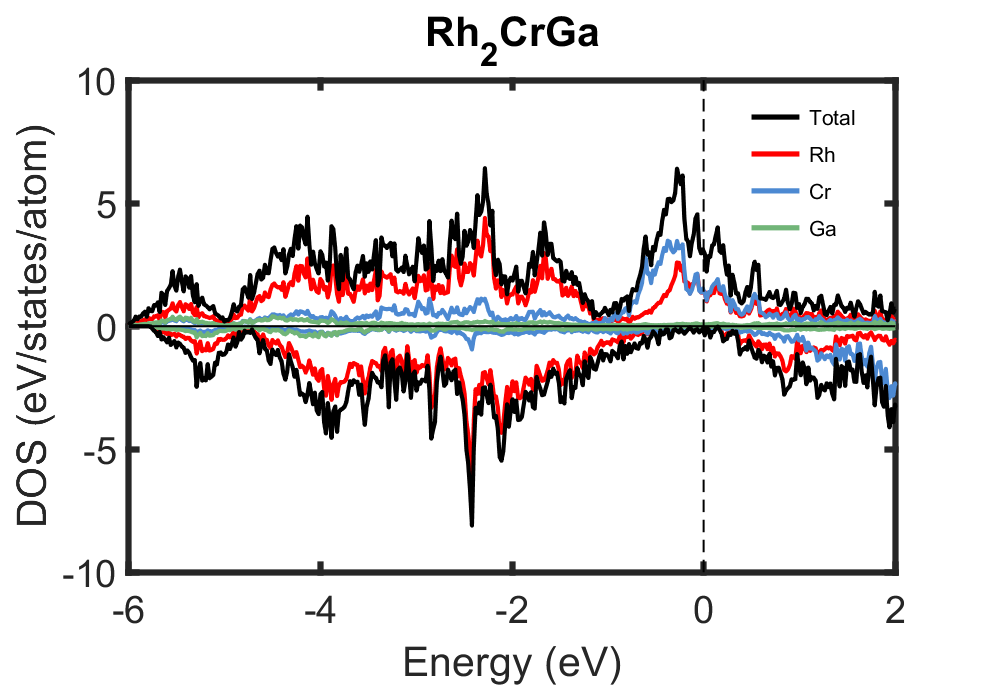 Rh₂CrGa
DOS (eV/states/atom)
10
5
0
-5
-10
Total
Rh
Cr
Ga
-6 -4 -2 0 2
Energy (eV)